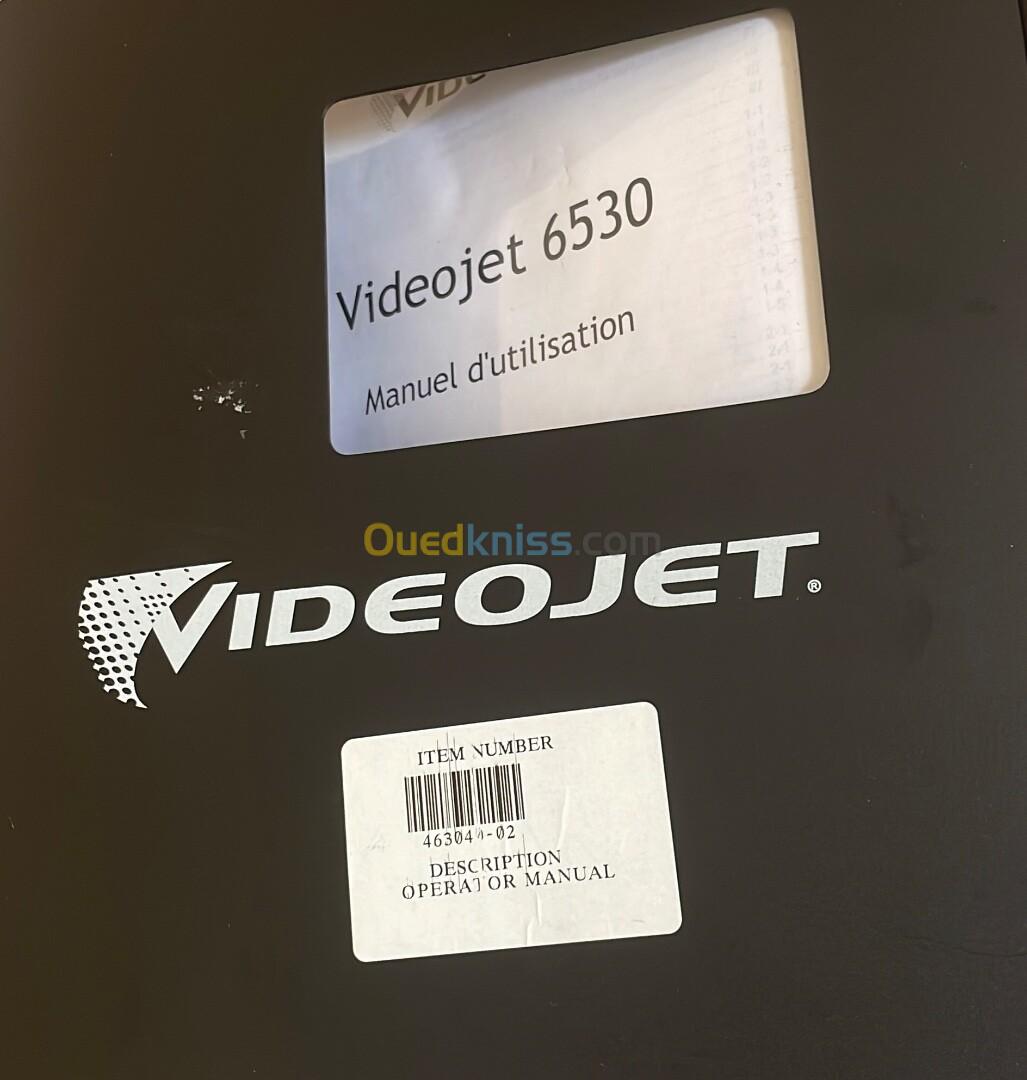 Videojet 6530
Manuel d'utilisation
Ouedkniss.com
VIDEOJET®
ITEM NUMBER
DESCRIPTION
OPERATOR MANUAL